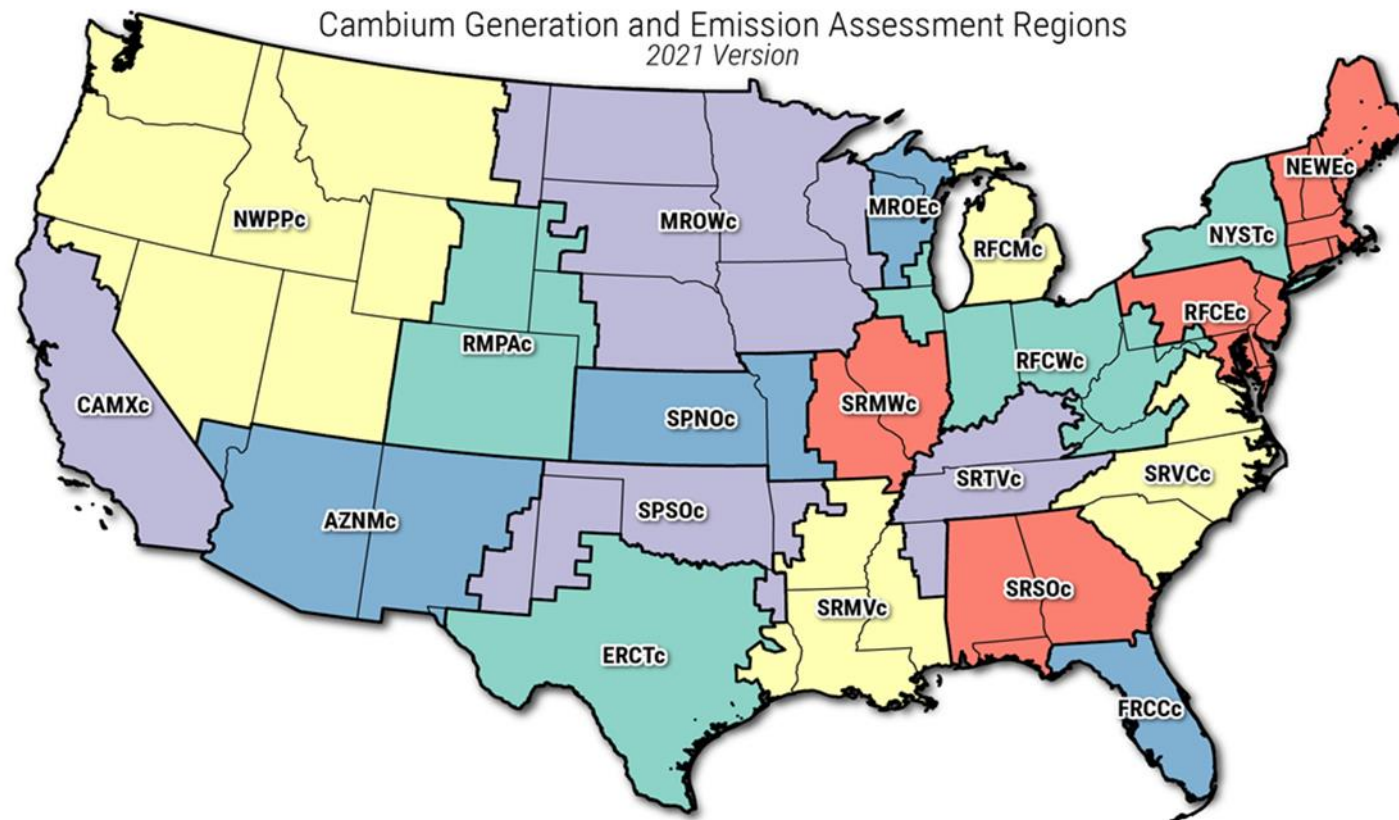 Cambium Generation and Emission Assessment Regions
2021 Version
NEWEc
MROEc
NWPPc
MROWc
NYSTc
RFCMc
RFCEc
RMPAc
RFCWc
CAMXc
SRMWc
SPNOc
SRTVc
SRVCc
SPSOc
AZNMc
SRSOc
SRMVc
ERCTc
FRCCc